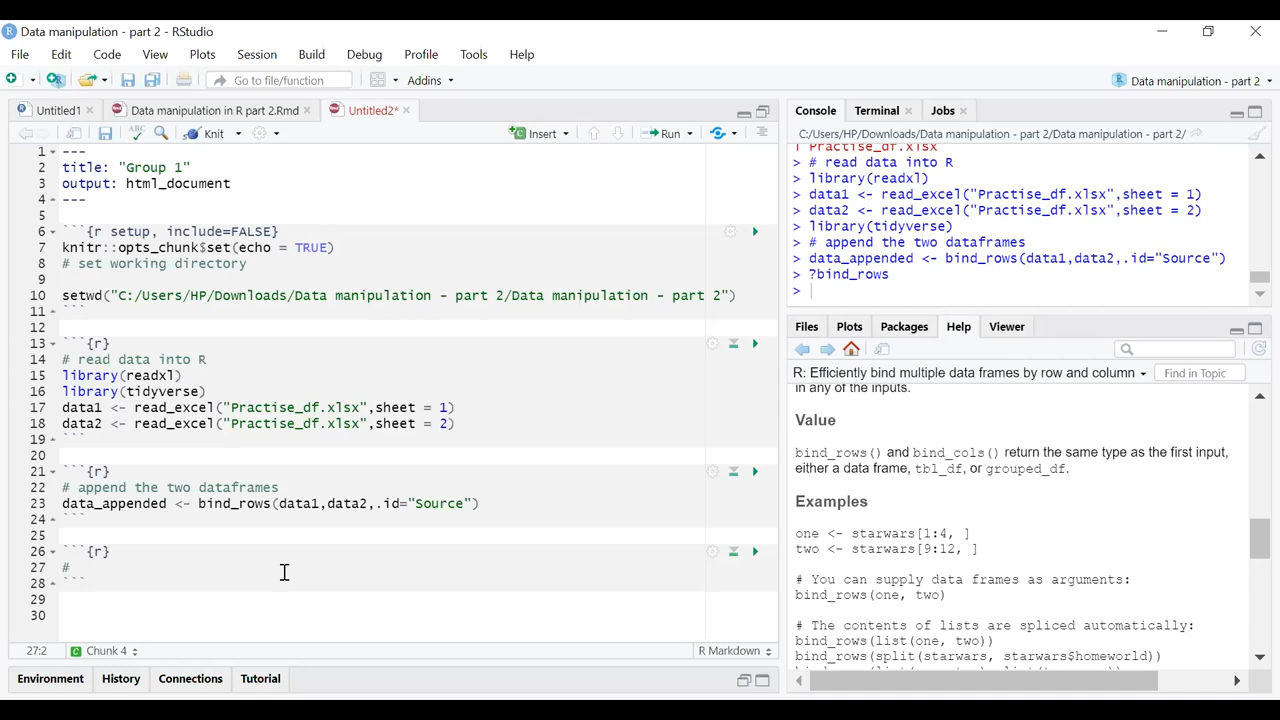 Data manipulation - part 2 - RStudio
File Edit Code View Plots Session Build Debug Profile Tools Help
Go to file/function Addins Data manipulation - part 2
Untitled1 Data manipulation in R part 2.Rmd Untitled2*
ABC Knit Insert Run
1 ---
2 title: "Group 1"
3 output: html_document
4 ---
5
6 ```{r setup, include=FALSE}
7 knitr::opts_chunk$set(echo = TRUE)
8 # set working directory
9
10 setwd("C:/Users/HP/Downloads/Data manipulation - part 2/Data manipulation - part 2")
11 ```
12
13 ```{r}
14 # read data into R
15 library(readxl)
16 library(tidyverse)
17 data1 <- read_excel("Practise_df.xlsx",sheet = 1)
18 data2 <- read_excel("Practise_df.xlsx",sheet = 2)
19 ```
20
21 ```{r}
22 # append the two dataframes
23 data_appended <- bind_rows(data1,data2,.id="Source")
24 ```
25
26 ```{r}
27 #
28 ```
29
30
27:2 Chunk 4 R Markdown
Environment History Connections Tutorial
Console Terminal Jobs
C:/Users/HP/Downloads/Data manipulation - part 2/Data manipulation - part 2/
Practise_df.xlsx
> # read data into R
> library(readxl)
> data1 <- read_excel("Practise_df.xlsx",sheet = 1)
> data2 <- read_excel("Practise_df.xlsx",sheet = 2)
> library(tidyverse)
> # append the two dataframes
> data_appended <- bind_rows(data1,data2,.id="Source")
> ?bind_rows
>
Files Plots Packages Help Viewer
R: Efficiently bind multiple data frames by row and column Find in Topic
in any of the inputs.
Value
bind_rows() and bind_cols() return the same type as the first input,
either a data frame, tbl_df, or grouped_df.
Examples
one <- starwars[1:4, ]
two <- starwars[9:12, ]
# You can supply data frames as arguments:
bind_rows(one, two)
# The contents of lists are spliced automatically:
bind_rows(list(one, two))
bind_rows(split(starwars, starwars$homeworld))